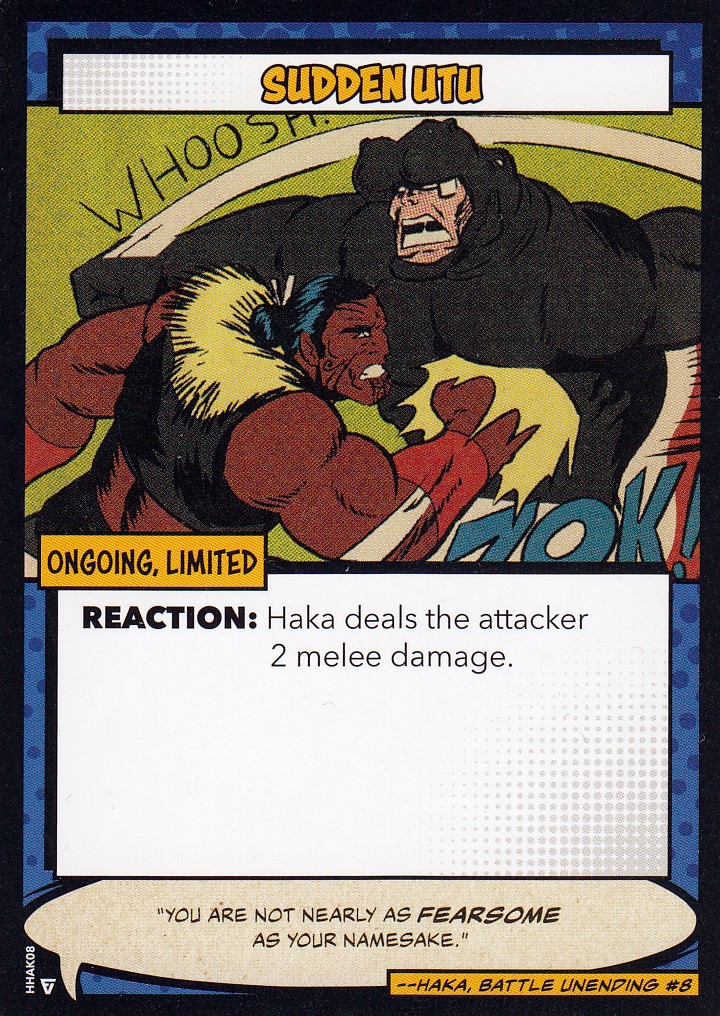 SUDDEN UTU
WHOOSH!
ZOK!
ONGOING, LIMITED
REACTION: Haka deals the attacker
2 melee damage.
"YOU ARE NOT NEARLY AS FEARSOME
AS YOUR NAMESAKE."
--HAKA, BATTLE UNENDING #8
HHAK08